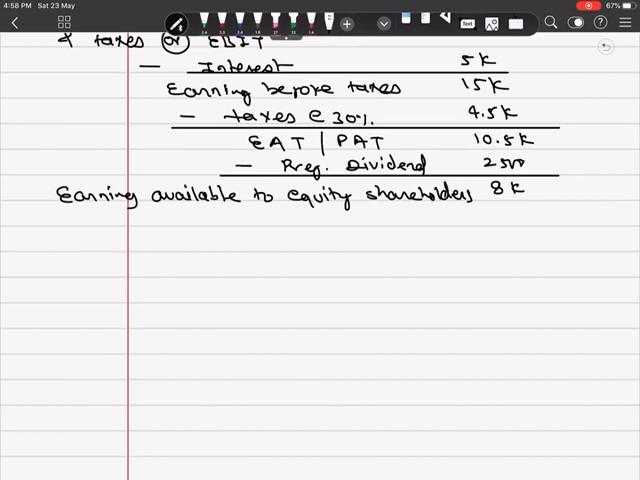 4:58 PM Sat 23 May
67%
& taxes or EBIT
— Interest 5K
Earning before taxes 15K
— taxes @ 30% 4.5K
EAT | PAT 10.5K
— Preg. Dividend 2500
Earning available to equity shareholders 8K